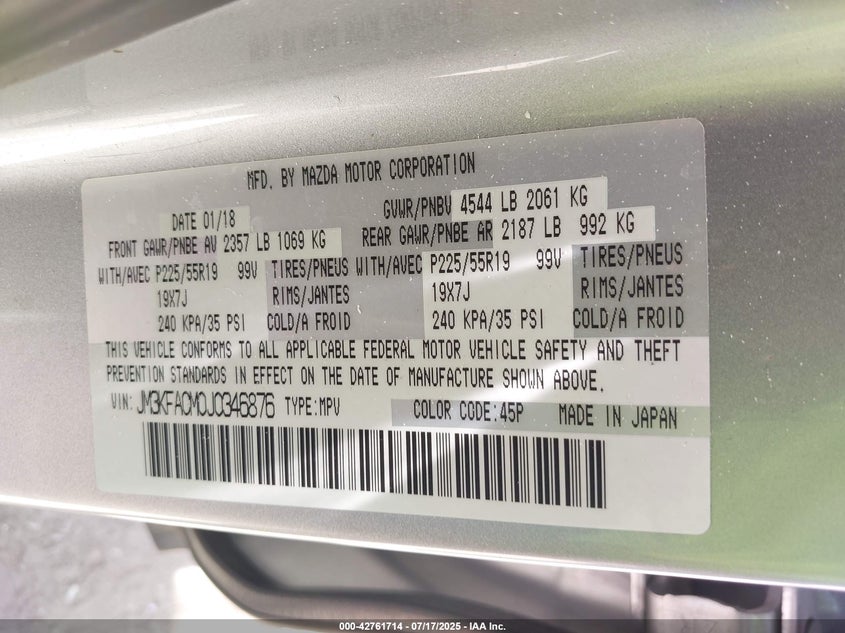 MFD. BY MAZDA MOTOR CORPORATION
DATE 01/18 GVWR/PNBV 4544 LB 2061 KG
FRONT GAWR/PNBE AV 2357 LB 1069 KG REAR GAWR/PNBE AR 2187 LB 992 KG
WITH/AVEC P225/55R19 99V TIRES/PNEUS WITH/AVEC P225/55R19 99V TIRES/PNEUS
19X7J RIMS/JANTES 19X7J RIMS/JANTES
240 KPA/35 PSI COLD/A FROID 240 KPA/35 PSI COLD/A FROID
THIS VEHICLE CONFORMS TO ALL APPLICABLE FEDERAL MOTOR VEHICLE SAFETY AND THEFT
PREVENTION STANDARDS IN EFFECT ON THE DATE OF MANUFACTURE SHOWN ABOVE.
VIN: JM3KFACM0J0346876 TYPE:MPV COLOR CODE:45P MADE IN JAPAN
000-42761714 - 07/17/2025 - IAA Inc.